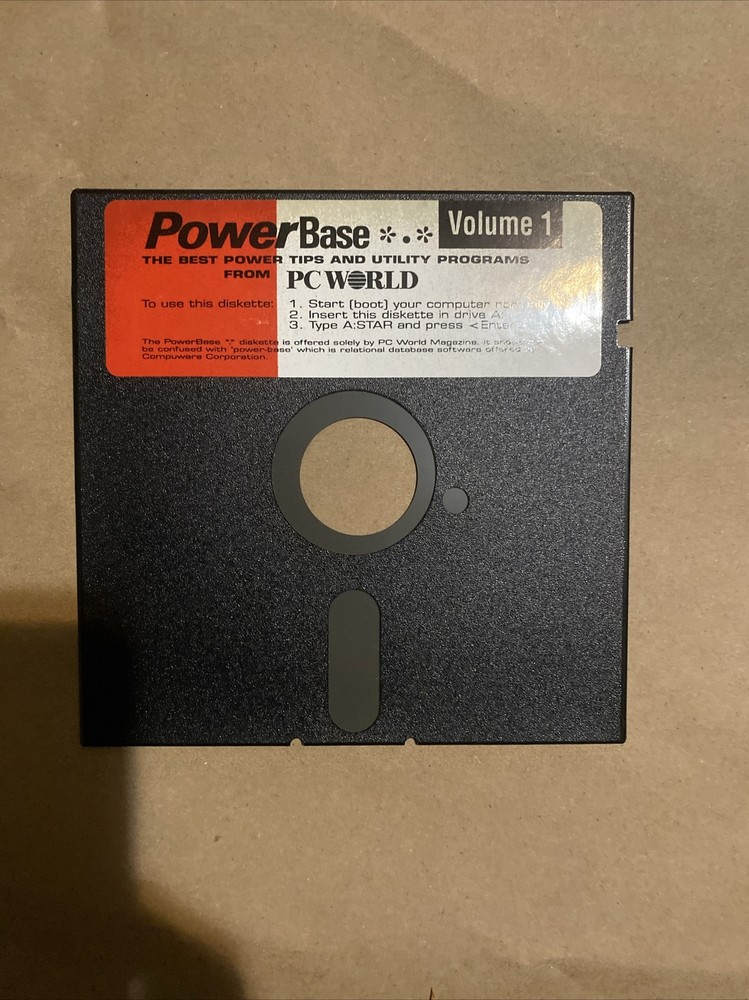 PowerBase *.* Volume 1
THE BEST POWER TIPS AND UTILITY PROGRAMS
FROM PC WORLD
To use this diskette: 1. Start (boot) your computer normally
2. Insert this diskette in drive A:
3. Type A:STAR and press <Enter
The PowerBase "*.*" diskette is offered solely by PC World Magazine. It
be confused with 'power-base' which is relational database software offered
Compuware Corporation.